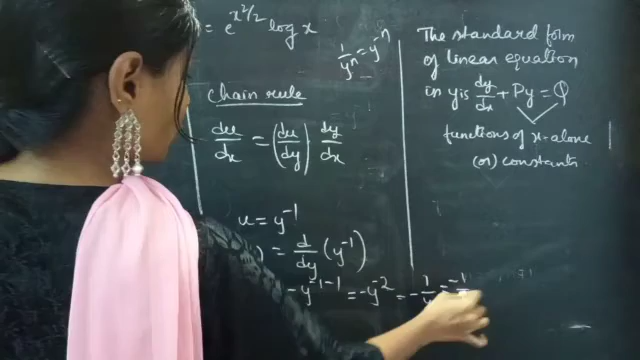 = e^{x²/2} log x
1/yⁿ = y⁻ⁿ
Chain rule
du/dx = (du/dy) dy/dx
u = y⁻¹
) = d/dy (y⁻¹)
- y⁻¹⁻¹ = -y⁻² = - 1/y = -1
The standard form
of linear equation
in y is dy/dx + Py = Q
functions of x-alone
(or) constants